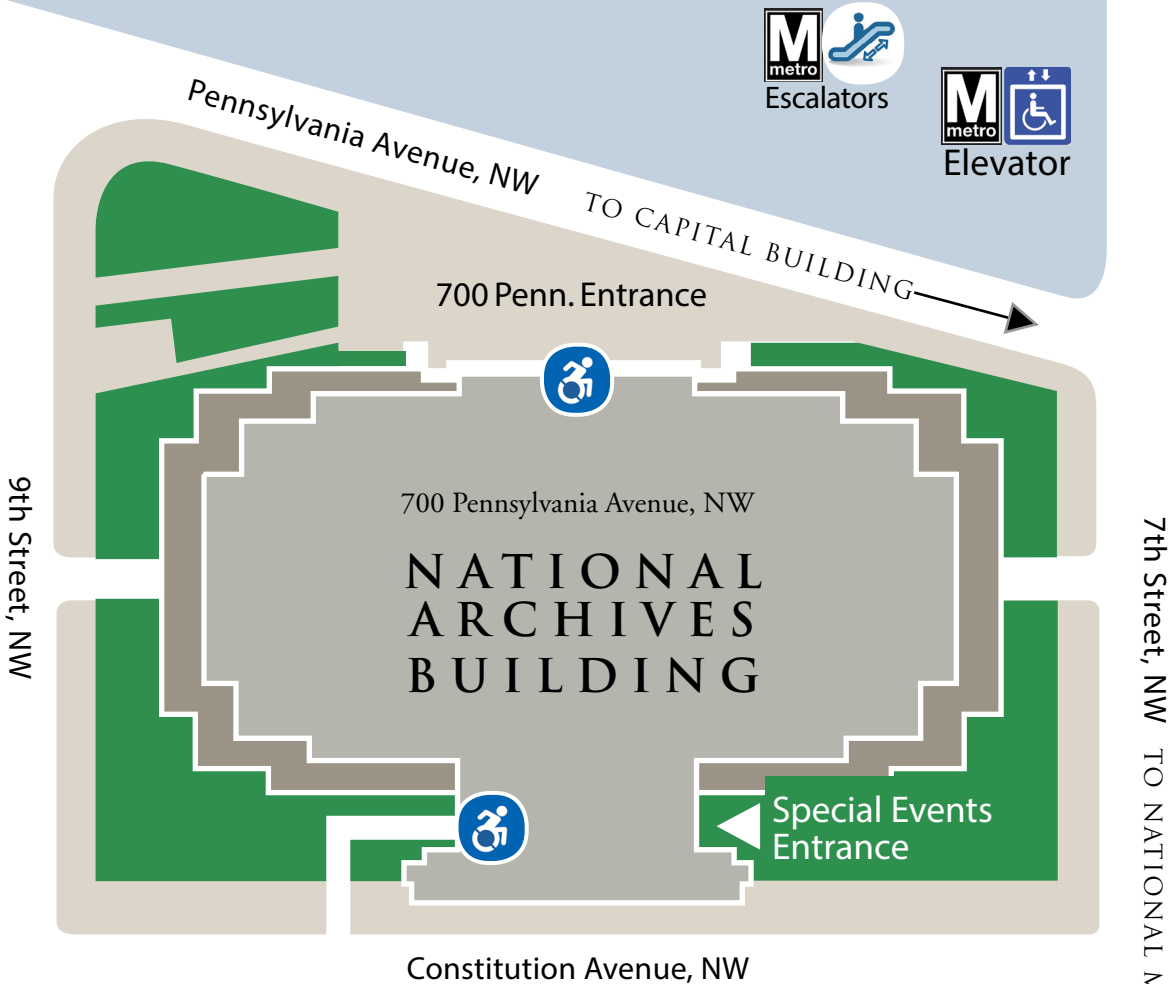 M
metro
Escalators
M
metro
Elevator
Pennsylvania Avenue, NW
TO CAPITAL BUILDING
700 Penn. Entrance
700 Pennsylvania Avenue, NW
NATIONAL
ARCHIVES
BUILDING
9th Street, NW
7th Street, NW TO NATIONAL
Special Events
Entrance
Constitution Avenue, NW